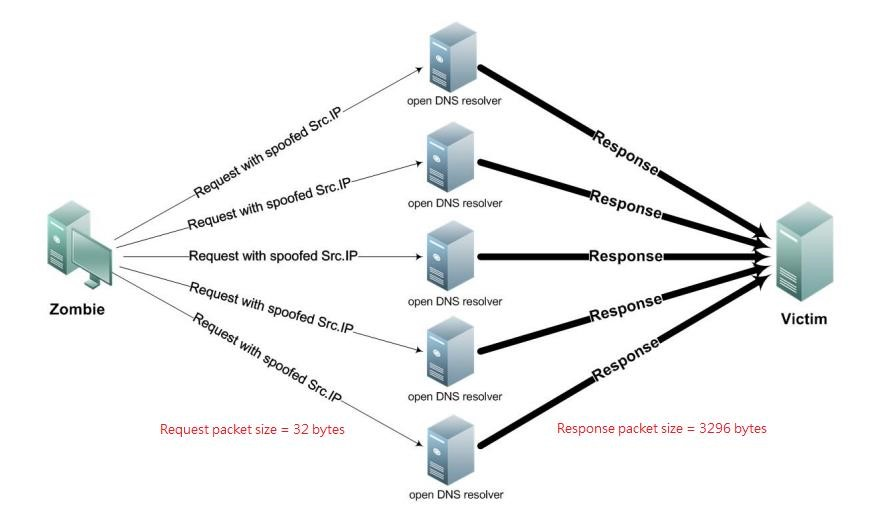 open DNS resolver
Request with spoofed Src.IP
Response
open DNS resolver
Request with spoofed Src.IP
Response
open DNS resolver
Request with spoofed Src.IP
Response
Zombie
open DNS resolver
Request with spoofed Src.IP
Response
Victim
open DNS resolver
Request with spoofed Src.IP
Response
Request packet size = 32 bytes
Response packet size = 3296 bytes